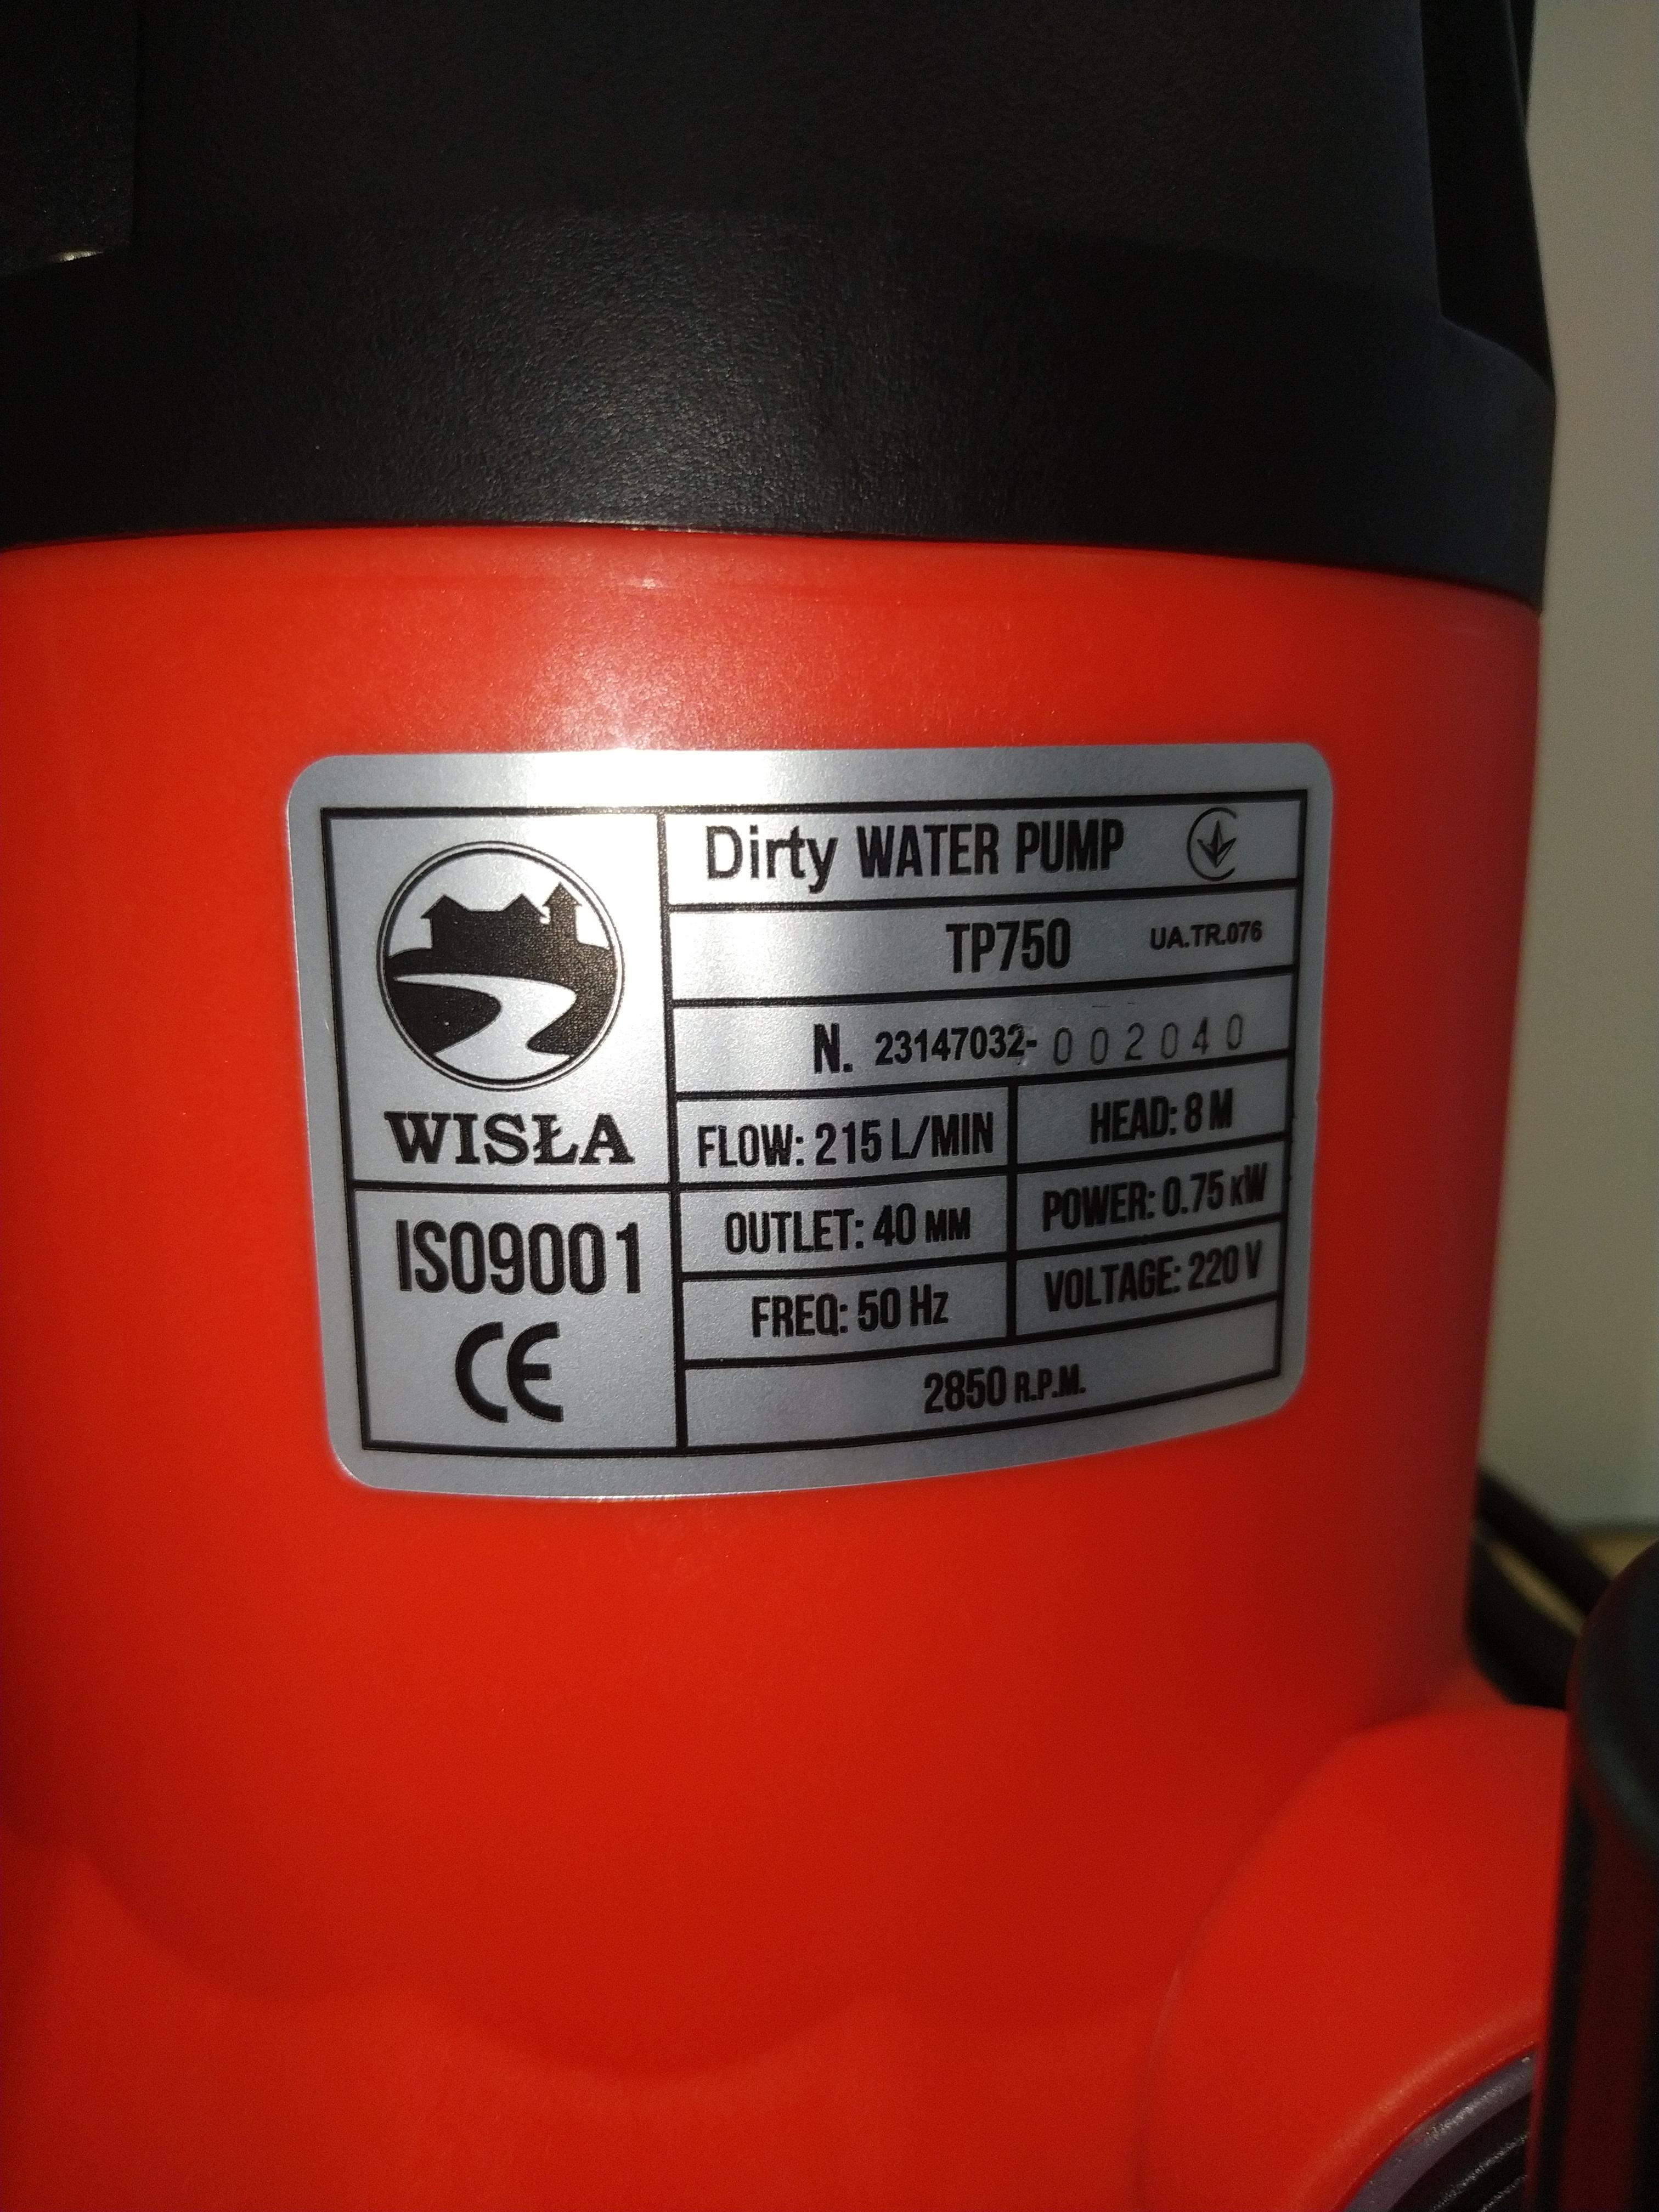 Dirty WATER PUMP
TP750 UA.TR.076
N. 23147032- 002040
WISŁA
FLOW: 215 L/MIN HEAD: 8 M
OUTLET: 40 MM POWER: 0.75 KW
ISO9001
FREQ: 50 Hz VOLTAGE: 220 V
CE
2850 R.P.M.